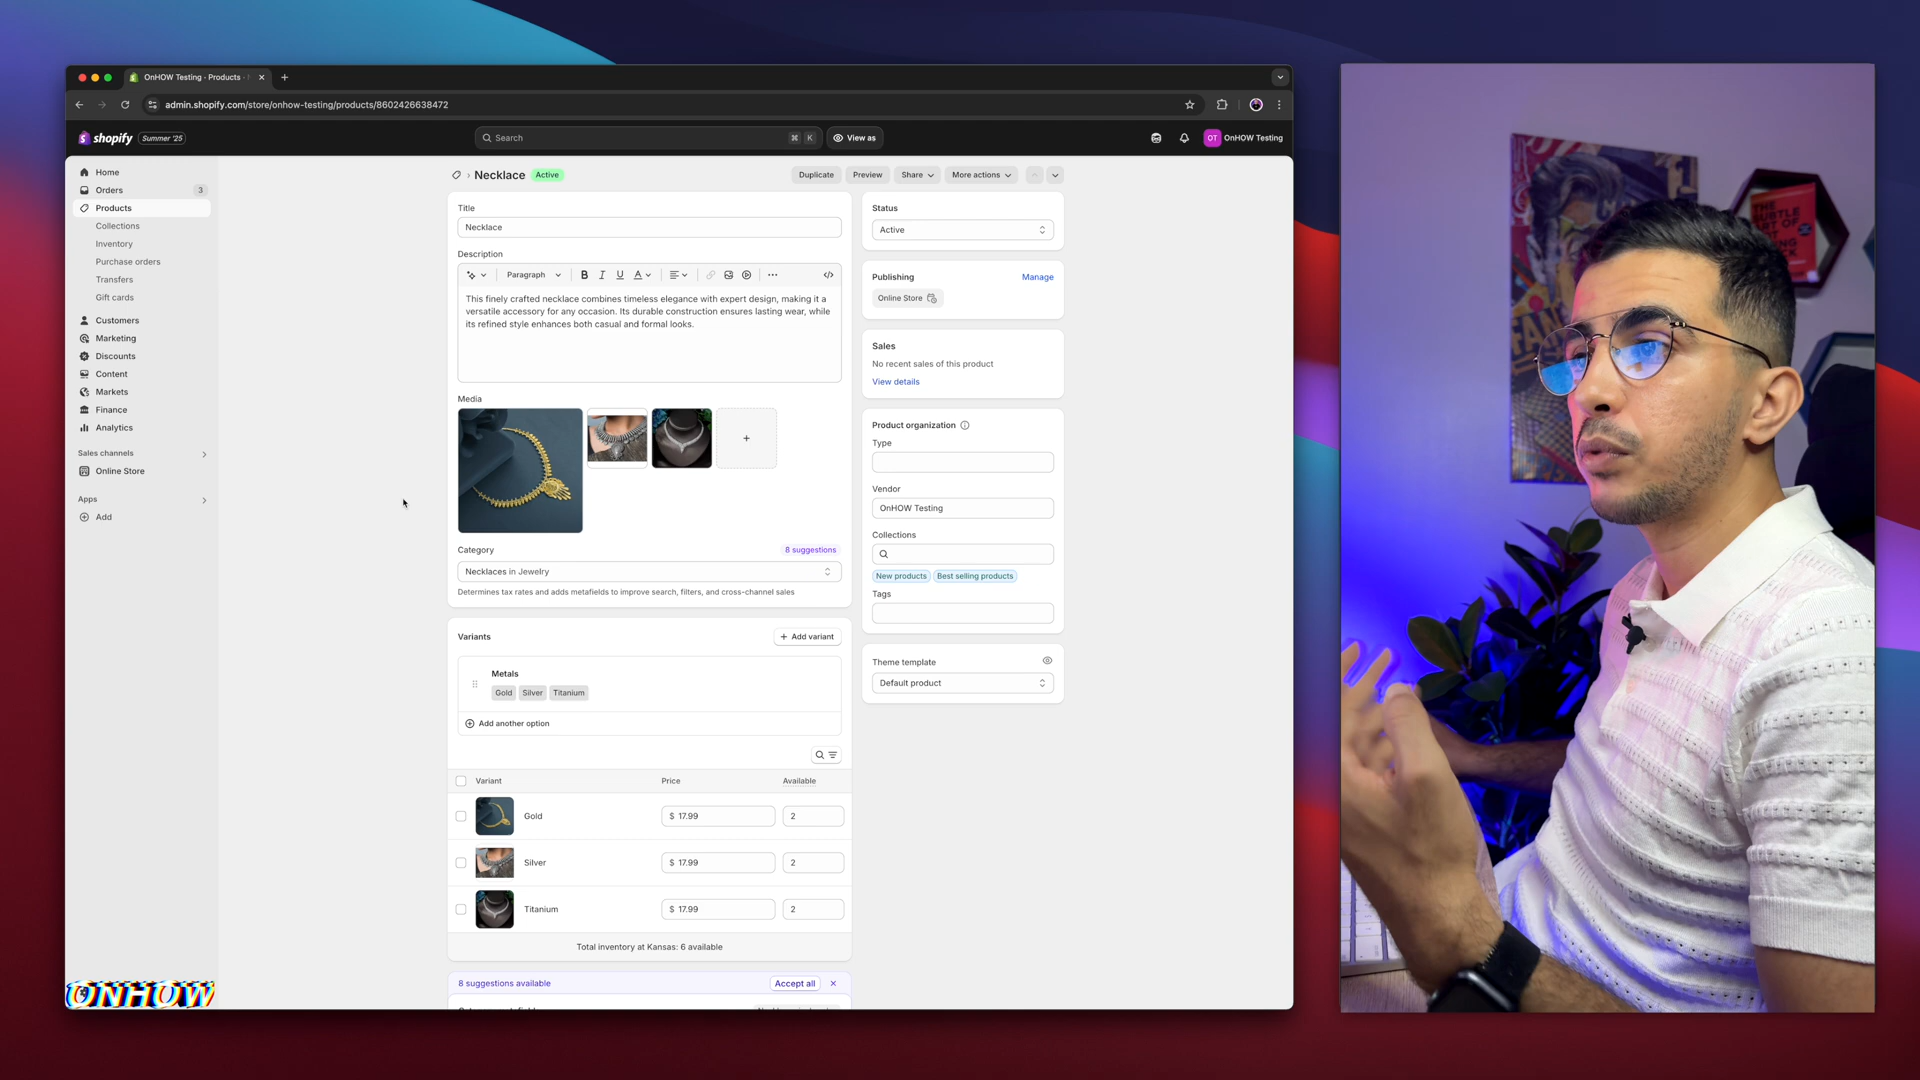 OnHOW Testing · Products ·
admin.shopify.com/store/onhow-testing/products/8602426638472
shopify Summer '25
Search ⌘ K
View as
OT OnHOW Testing
Home
Orders 3
Products
Collections
Inventory
Purchase orders
Transfers
Gift cards
Customers
Marketing
Discounts
Content
Markets
Finance
Analytics
Sales channels
Online Store
Apps
Add
ONHOW
Necklace Active
Duplicate Preview Share More actions
Title
Necklace
Description
Paragraph B I U A
This finely crafted necklace combines timeless elegance with expert design, making it a
versatile accessory for any occasion. Its durable construction ensures lasting wear, while
its refined style enhances both casual and formal looks.
Media
Category 8 suggestions
Necklaces in Jewelry
Determines tax rates and adds metafields to improve search, filters, and cross-channel sales
Variants Add variant
Metals
Gold Silver Titanium
Add another option
Variant Price Available
Gold $ 17.99 2
Silver $ 17.99 2
Titanium $ 17.99 2
Total inventory at Kansas: 6 available
8 suggestions available Accept all
Status
Active
Publishing Manage
Online Store
Sales
No recent sales of this product
View details
Product organization
Type
Vendor
OnHOW Testing
Collections
New products Best selling products
Tags
Theme template
Default product
THE
SUBTLE